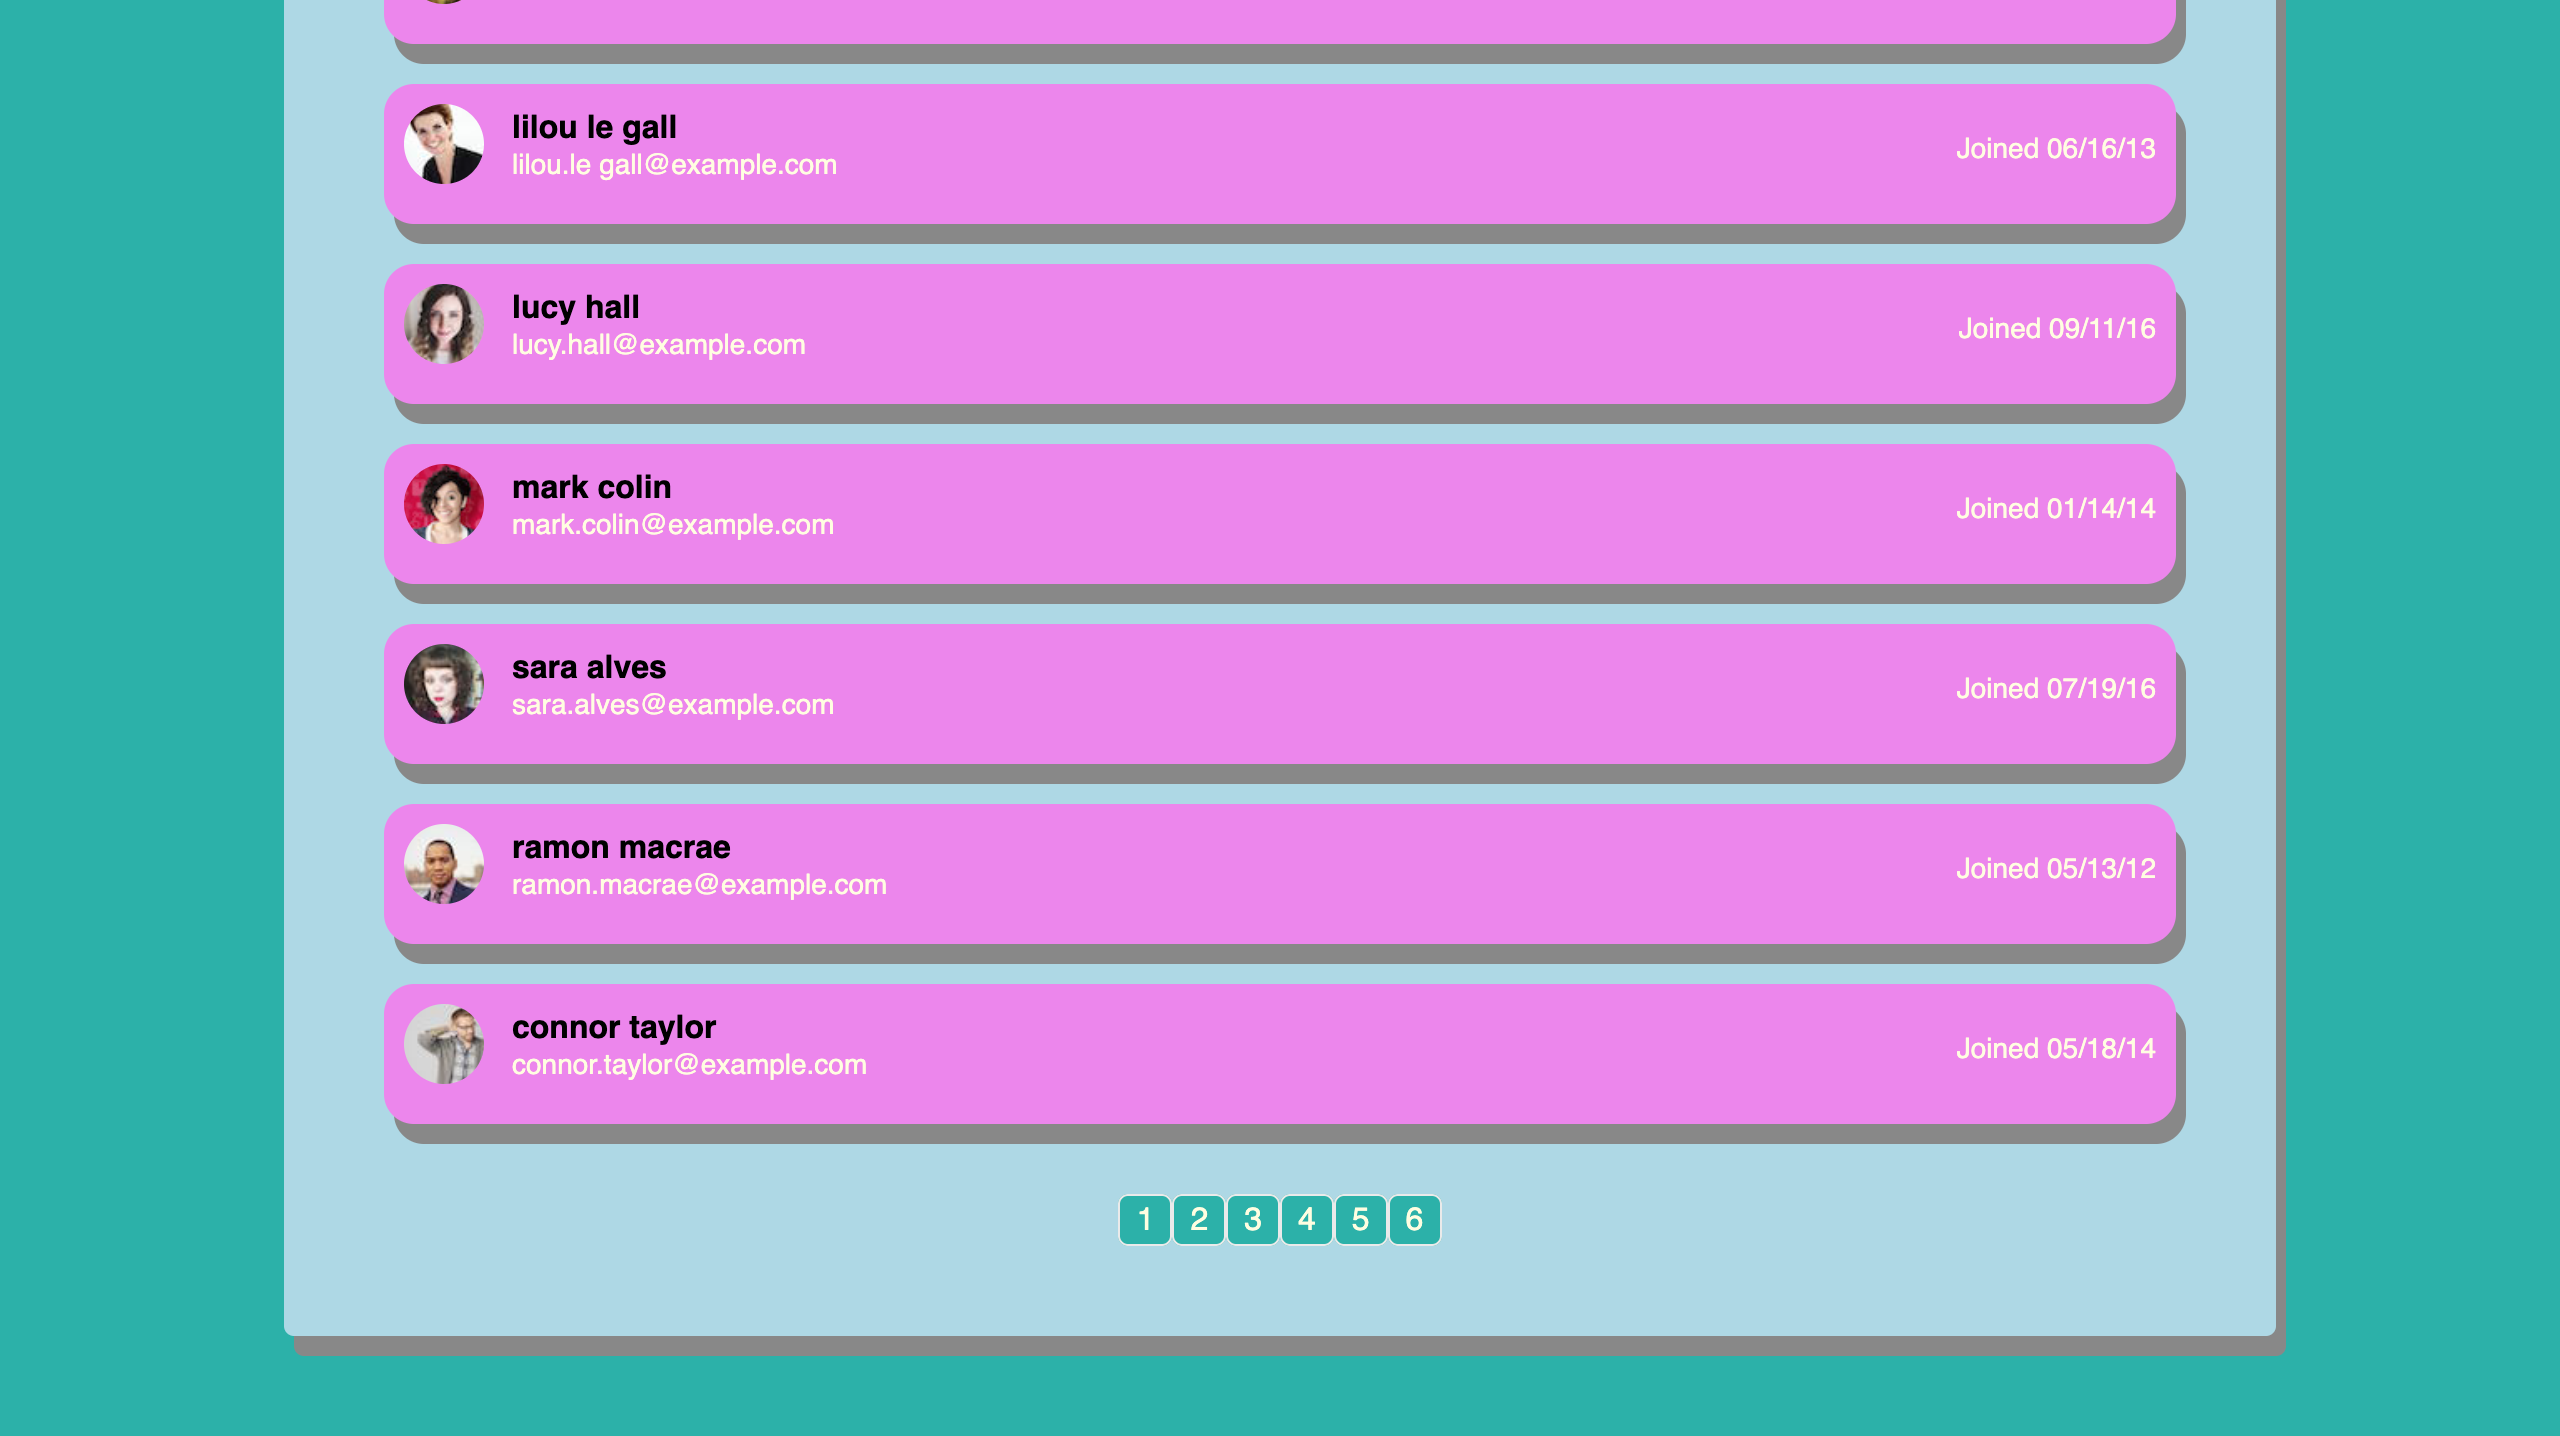 lilou le gall
lilou.le gall@example.com
Joined 06/16/13
lucy hall
lucy.hall@example.com
Joined 09/11/16
mark colin
mark.colin@example.com
Joined 01/14/14
sara alves
sara.alves@example.com
Joined 07/19/16
ramon macrae
ramon.macrae@example.com
Joined 05/13/12
connor taylor
connor.taylor@example.com
Joined 05/18/14
1 2 3 4 5 6